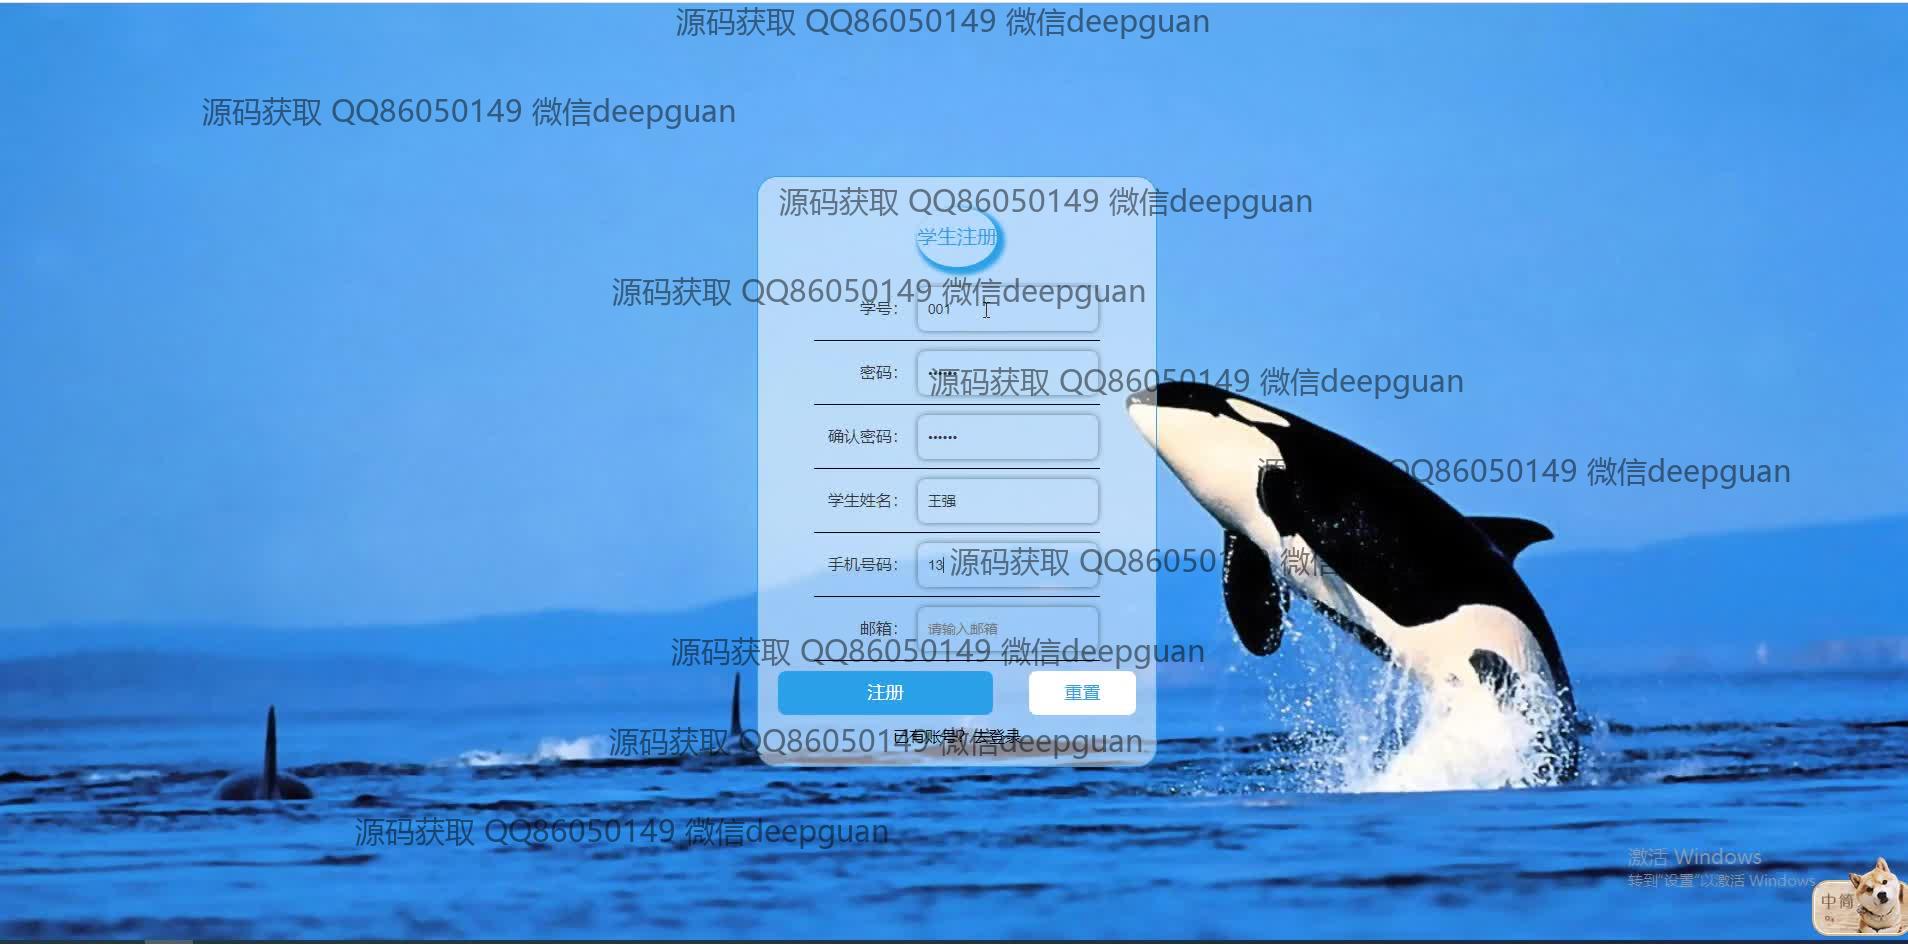 源码获取 QQ86050149 微信deepguan
源码获取 QQ86050149 微信deepguan
源码获取 QQ86050149 微信deepguan
学生注册
源码获取 QQ86050149 微信deepguan
学号： 001
密码： ••••••
源码获取 QQ86050149 微信deepguan
确认密码： ••••••
源码获取 QQ86050149 微信deepguan
学生姓名： 王强
手机号码： 13
源码获取 QQ86050149 微信
邮箱： 请输入邮箱
源码获取 QQ86050149 微信deepguan
注册 重置
已有账号？去登录
源码获取 QQ86050149 微信deepguan
源码获取 QQ86050149 微信deepguan
激活 Windows
转到"设置"以激活 Windows。
中 简